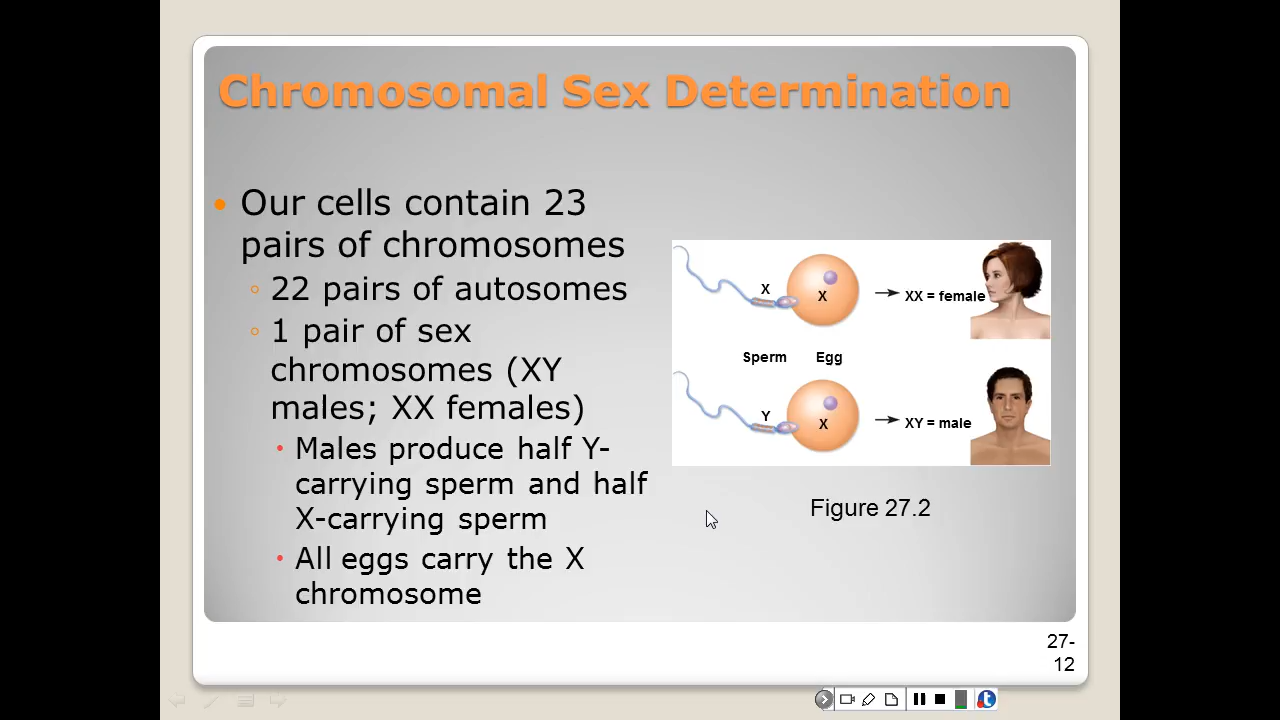 Chromosomal Sex Determination
Our cells contain 23
pairs of chromosomes
22 pairs of autosomes
1 pair of sex
chromosomes (XY
males; XX females)
Males produce half Y-
carrying sperm and half
X-carrying sperm
All eggs carry the X
chromosome
X
X
XX = female
Sperm
Egg
Y
X
XY = male
Figure 27.2
27-
12
t